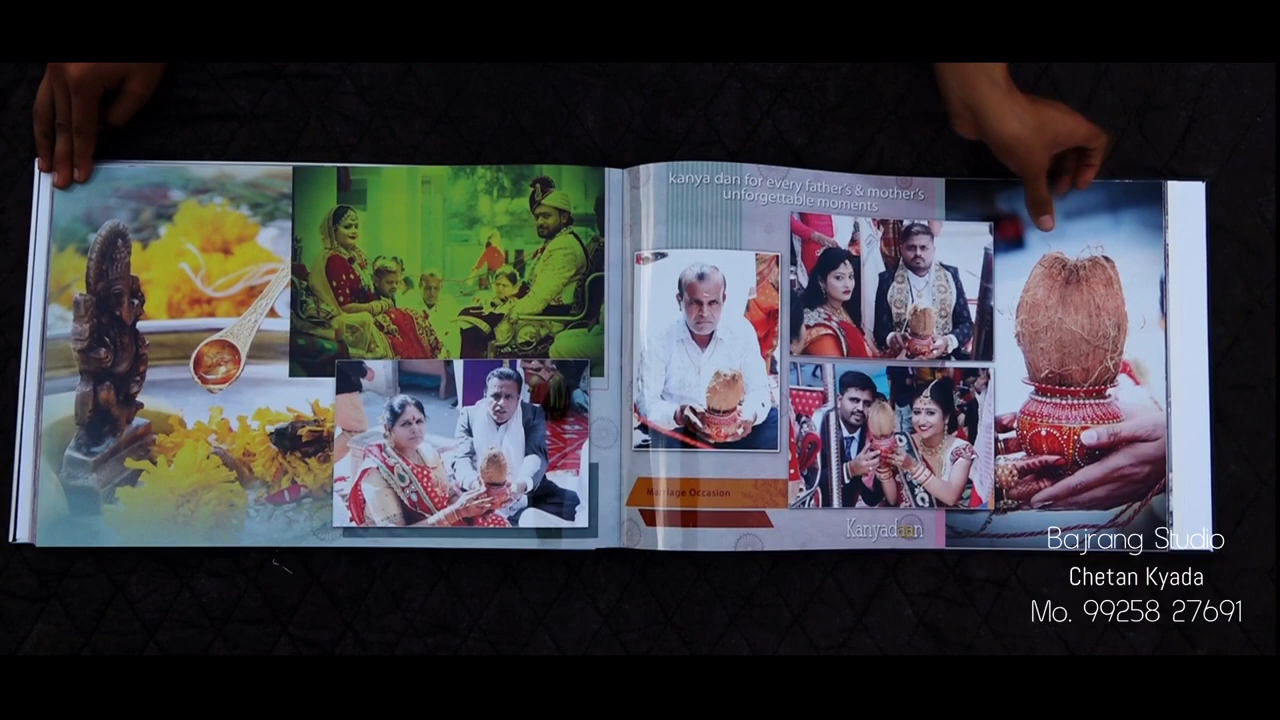 kanya dan for every father's & mother's
unforgettable moments
Marriage Occasion
Kanyadaan
Bajrang Studio
Chetan Kyada
Mo. 99258 27691